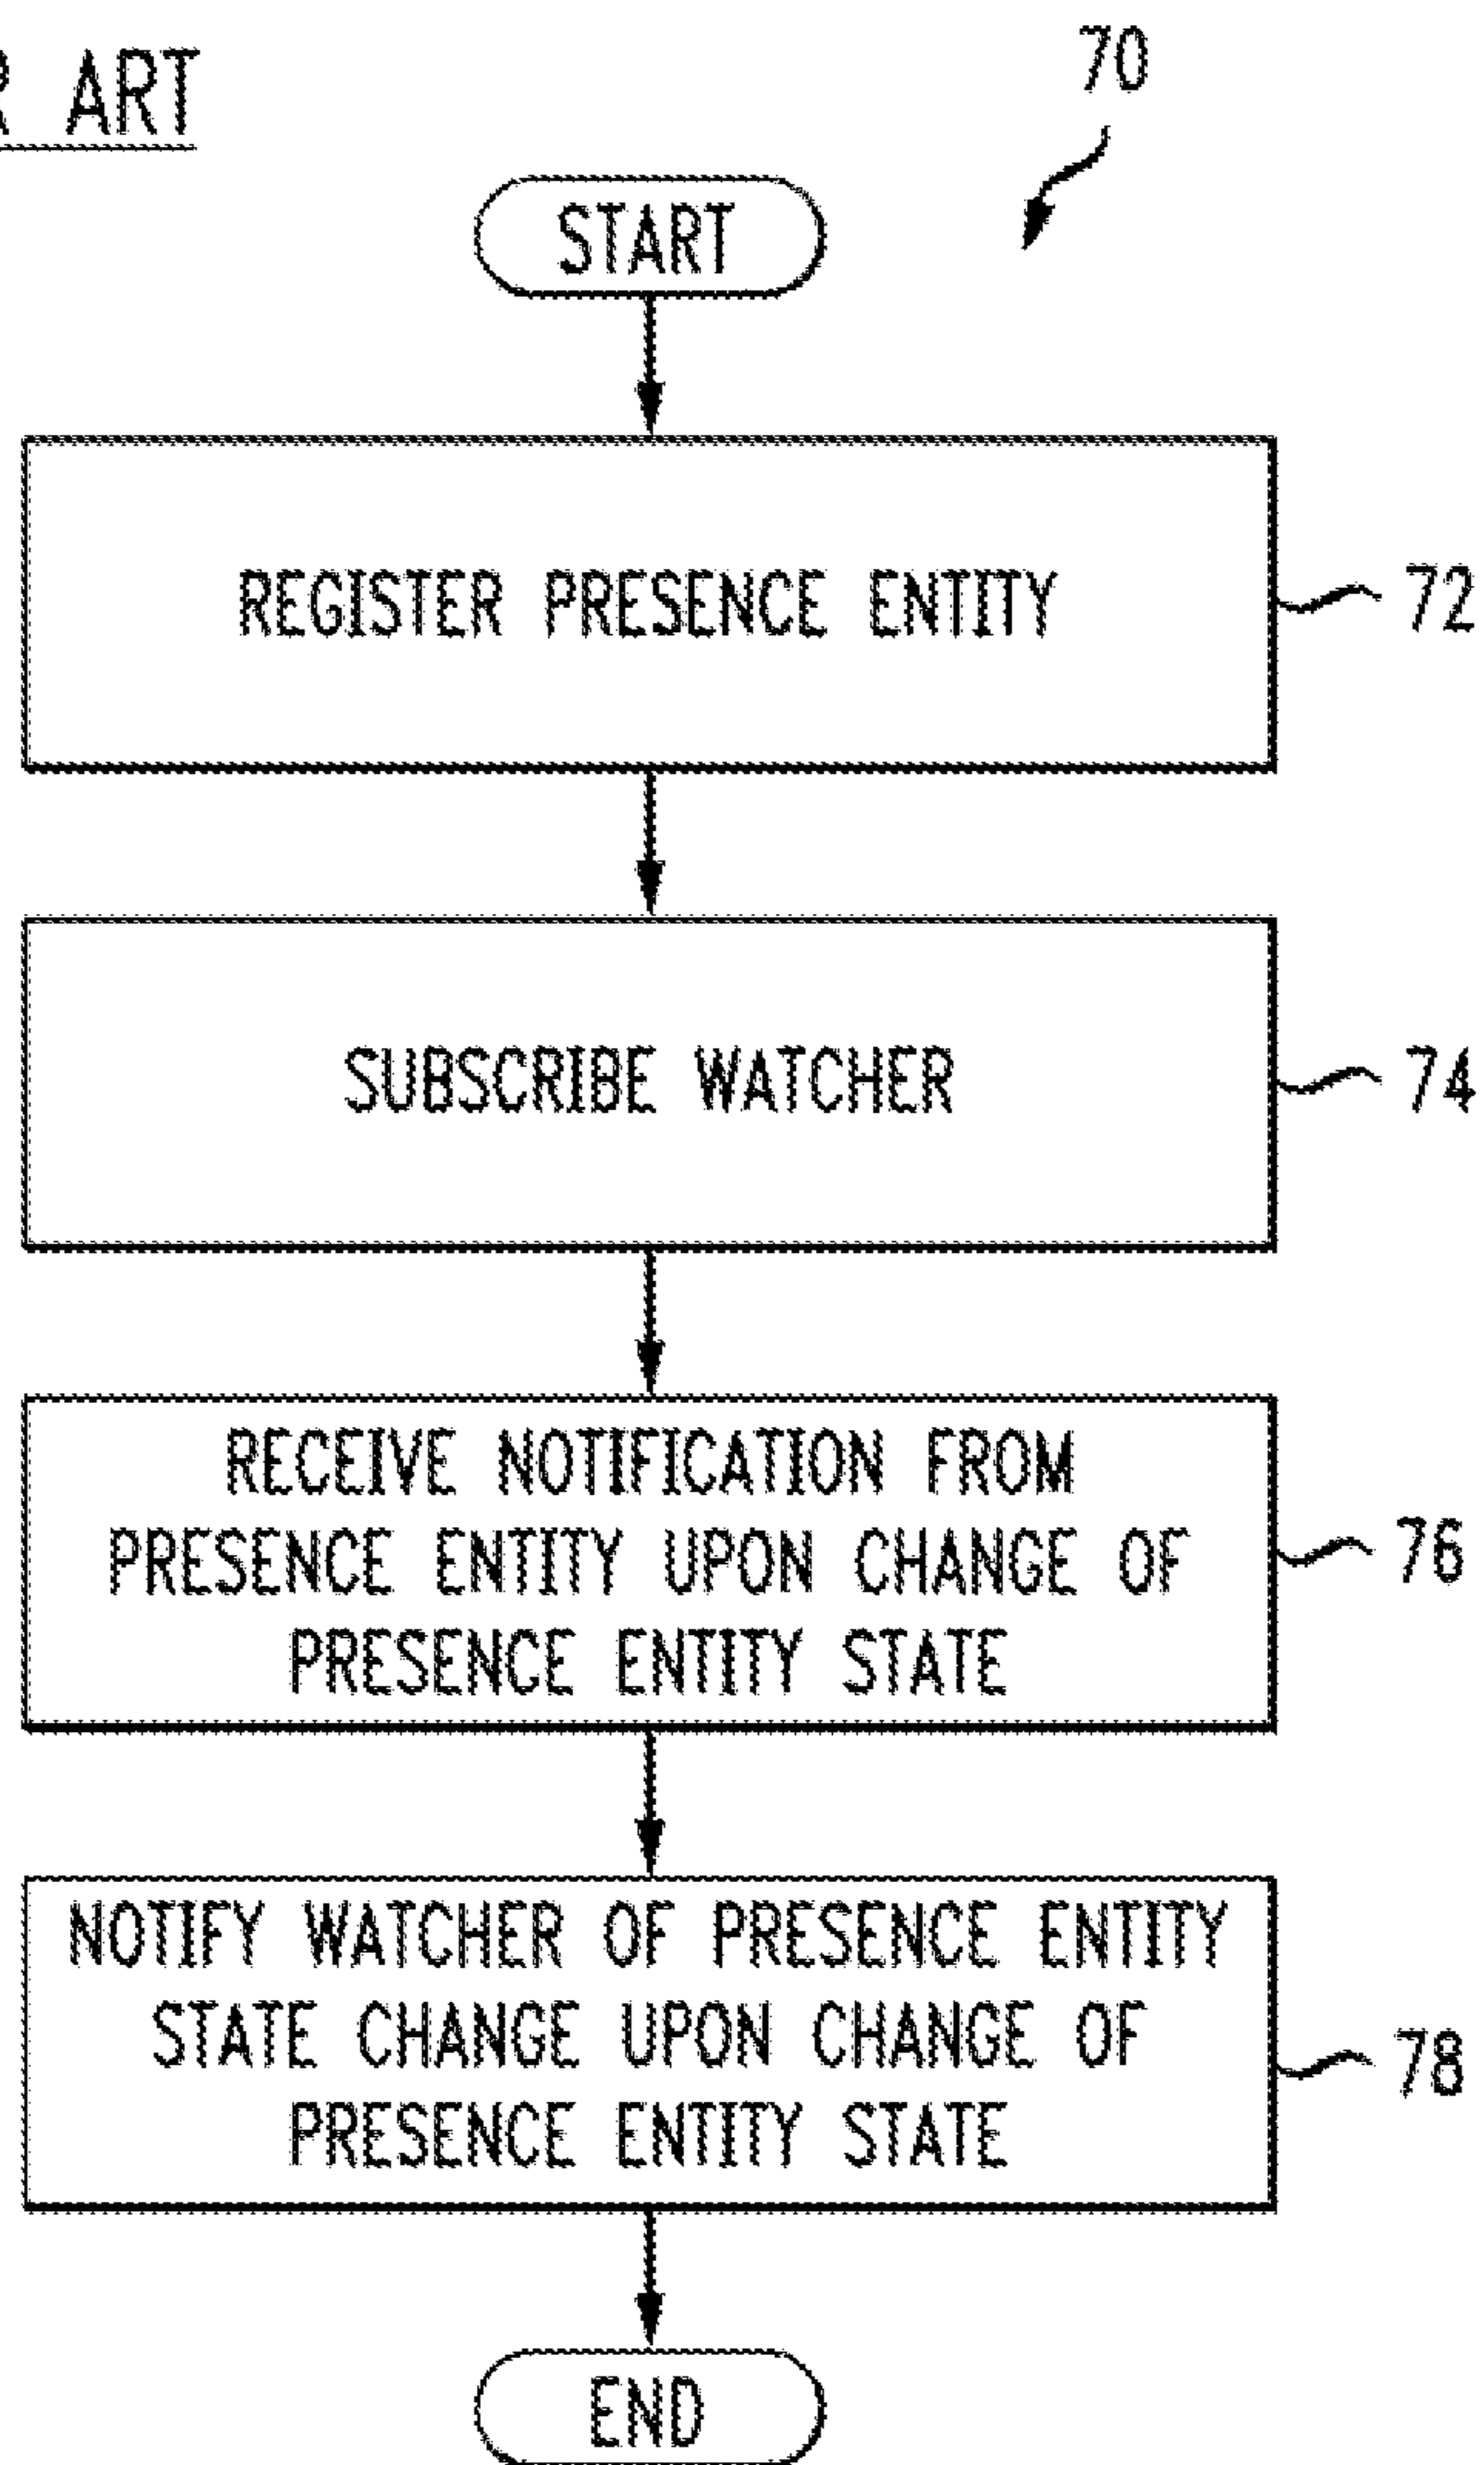 ART
70
START
REGISTER PRESENCE ENTITY
72
SUBSCRIBE WATCHER
74
RECEIVE NOTIFICATION FROM
PRESENCE ENTITY UPON CHANGE OF
PRESENCE ENTITY STATE
76
NOTIFY WATCHER OF PRESENCE ENTITY
STATE CHANGE UPON CHANGE OF
PRESENCE ENTITY STATE
78
END